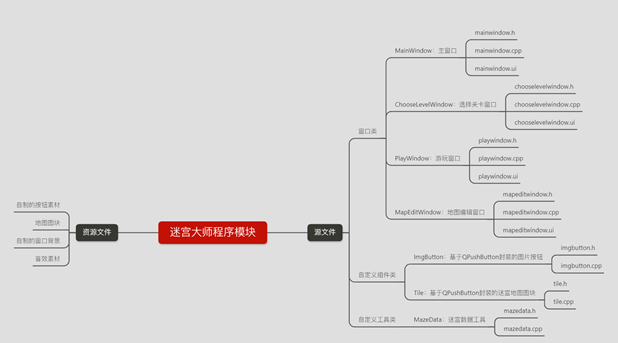 迷宫大师程序模块
资源文件
自制的按钮素材
地图图块
自制的窗口背景
音效素材
源文件
窗口类
MainWindow：主窗口
mainwindow.h
mainwindow.cpp
mainwindow.ui
ChooseLevelWindow：选择关卡窗口
chooselevelwindow.h
chooselevelwindow.cpp
chooselevelwindow.ui
PlayWindow：游玩窗口
playwindow.h
playwindow.cpp
playwindow.ui
MapEditWindow：地图编辑窗口
mapeditwindow.h
mapeditwindow.cpp
mapeditwindow.ui
自定义组件类
ImgButton：基于QPushButton封装的图片按钮
imgbutton.h
imgbutton.cpp
Tile：基于QPushButton封装的迷宫地图图块
tile.h
tile.cpp
自定义工具类
MazeData：迷宫数据工具
mazedata.h
mazedata.cpp